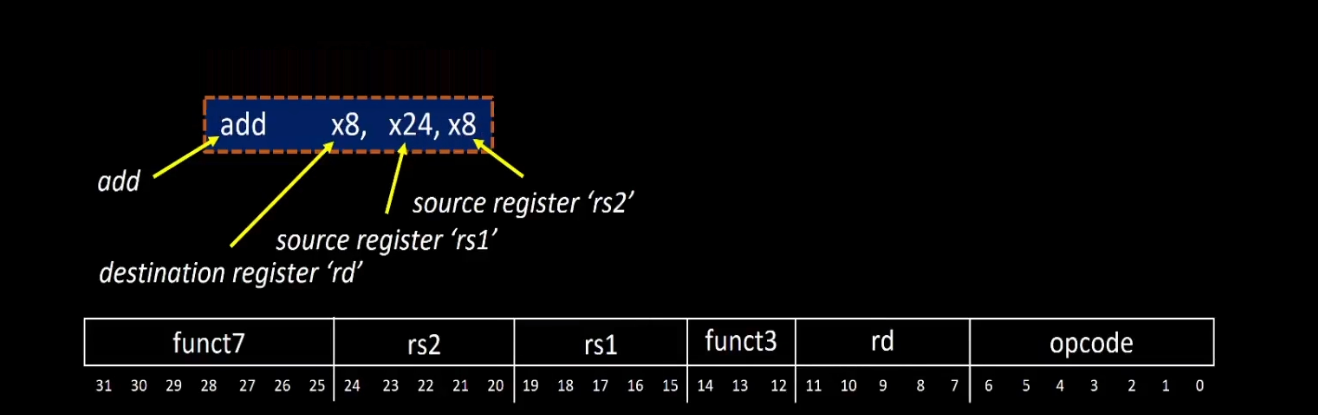 add x8, x24, x8
add
source register ‘rs2’
source register ‘rs1’
destination register ‘rd’
funct7 rs2 rs1 funct3 rd opcode
31 30 29 28 27 26 25 24 23 22 21 20 19 18 17 16 15 14 13 12 11 10 9 8 7 6 5 4 3 2 1 0